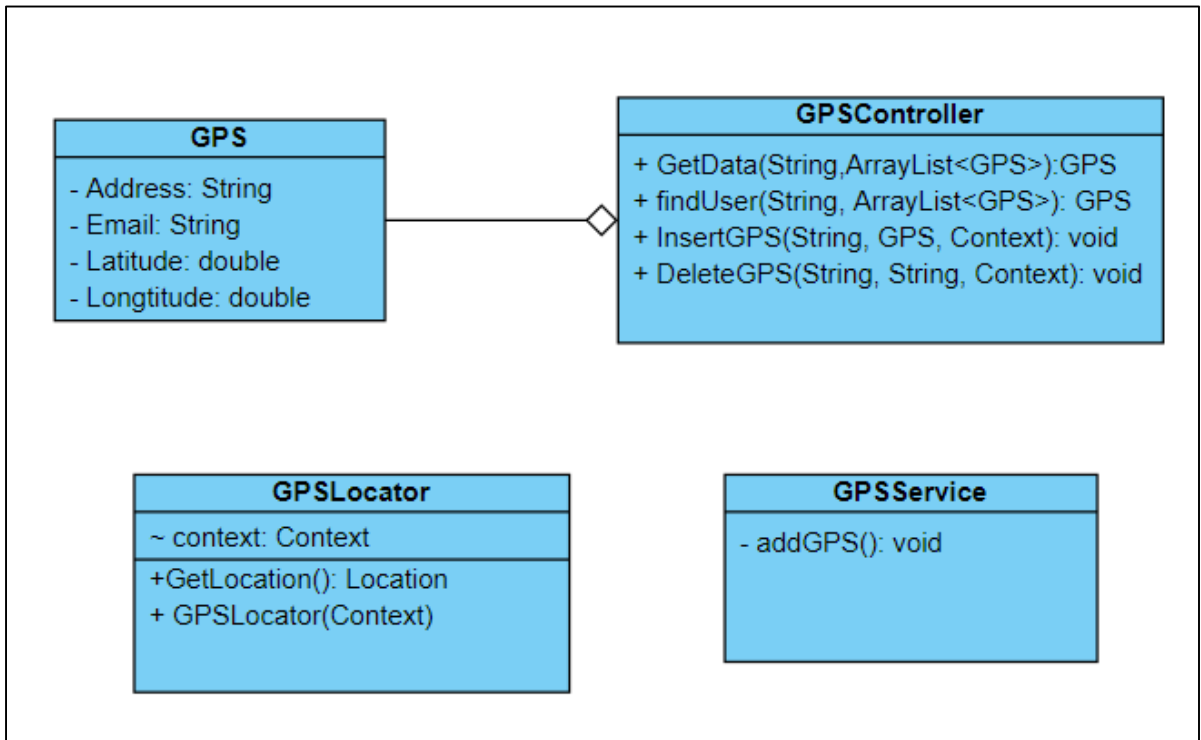 GPS
- Address: String
- Email: String
- Latitude: double
- Longtitude: double
GPSController
+ GetData(String,ArrayList<GPS>):GPS
+ findUser(String, ArrayList<GPS>): GPS
+ InsertGPS(String, GPS, Context): void
+ DeleteGPS(String, String, Context): void
GPSLocator
~ context: Context
+GetLocation(): Location
+ GPSLocator(Context)
GPSService
- addGPS(): void